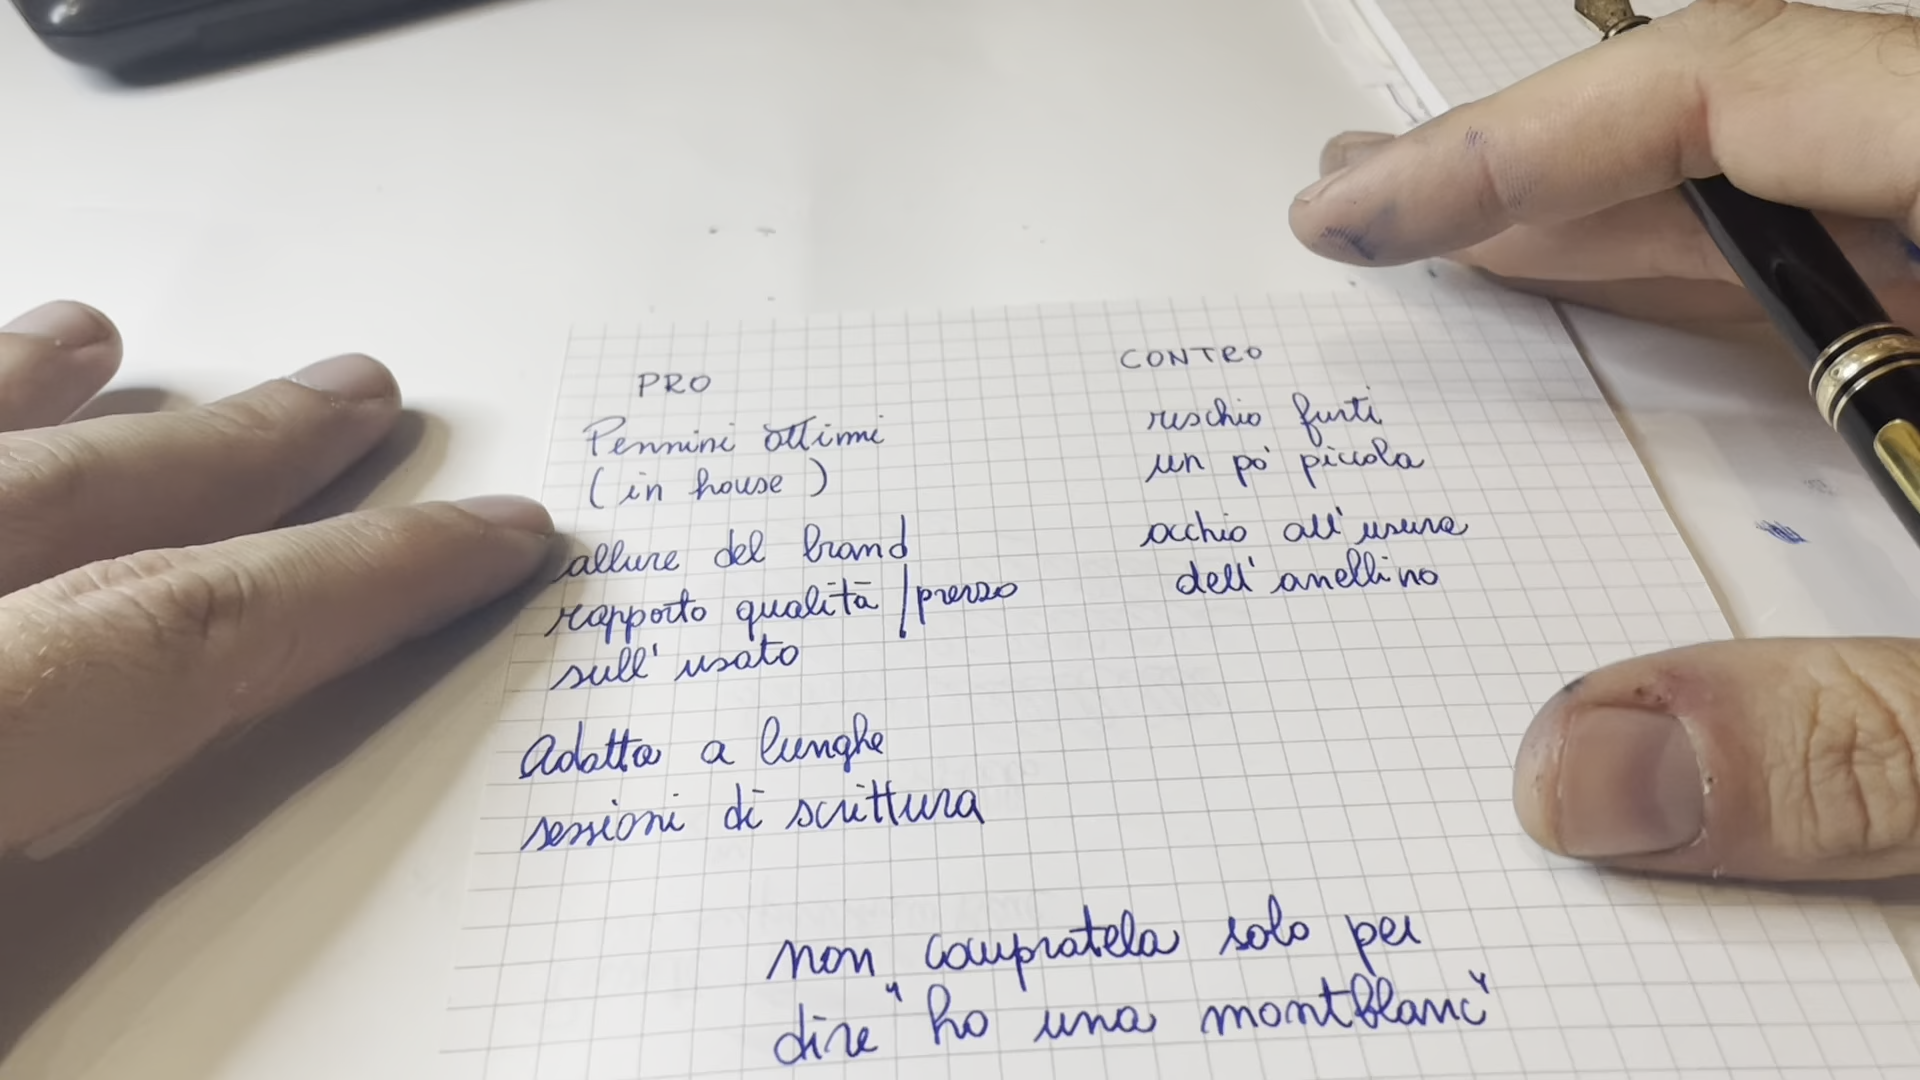 PRO
Pennini ottimi
(in house)
allure del brand
rapporto qualità/prezzo
sull'usato
Adatta a lunghe
sessioni di scrittura
CONTRO
rischio furti
un po' piccola
occhio all'usura
dell'anellino
non compratela solo per
dire "ho una montblanc"